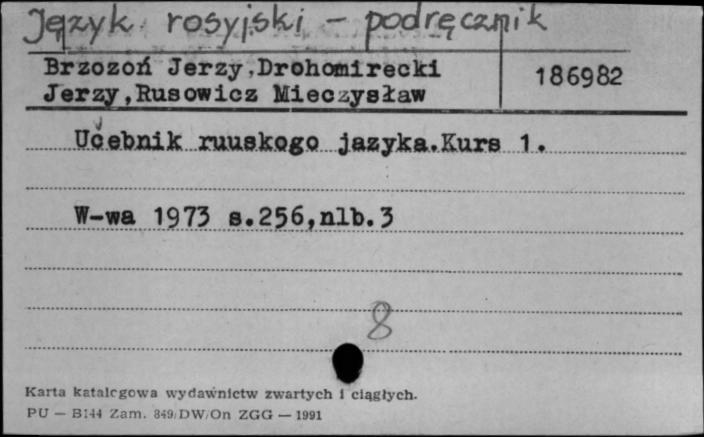 Język rosyjski - podręcznik
Brzozoń Jerzy,Drohomirecki
Jerzy,Rusowicz Mieczysław
186982
Učebnik ruuskogo jazyka.Kurs 1.
W-wa 1973 s.256,nlb.3
8
Karta katalogowa wydawnictw zwartych i ciągłych.
PU — B144 Zam. 849/DW/On ZGG — 1991